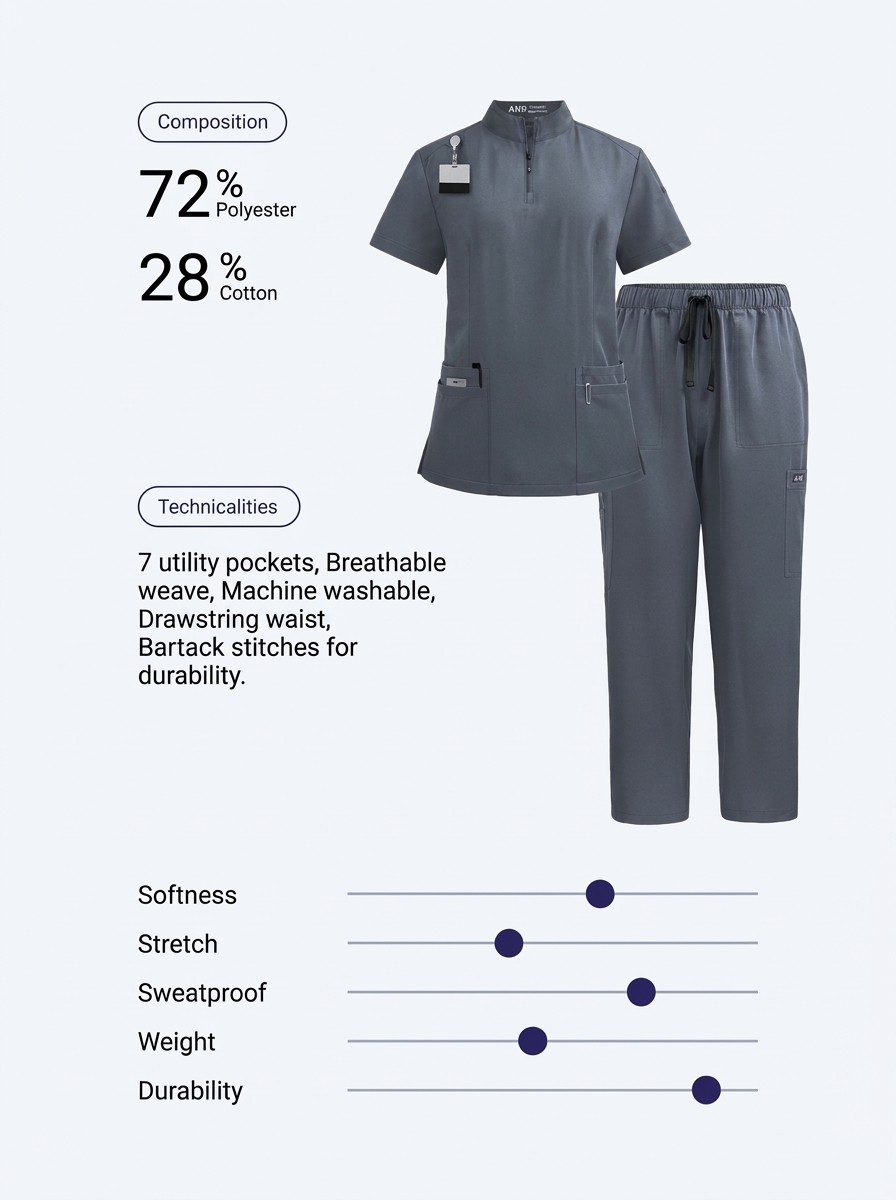 Composition
72%
Polyester
28%
Cotton
Technicalities
7 utility pockets, Breathable
weave, Machine washable,
Drawstring waist,
Bartack stitches for
durability.
Softness
Stretch
Sweatproof
Weight
Durability